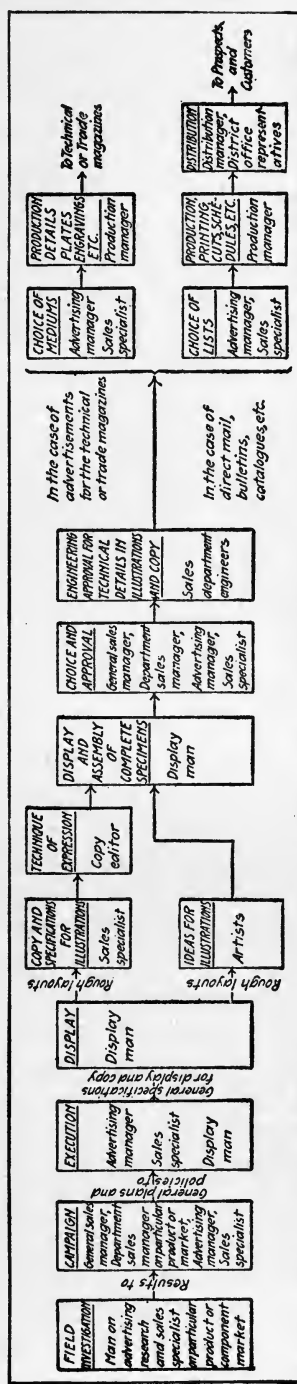 FIELD
INVESTIGATION
Man on
advertising
research
and sales
specialist
on particular
product or
component
market
Results to
CAMPAIGN
General sales
manager,
Department
sales
manager
on particular
product or
market,
Advertising
manager,
Sales
specialist
General plans and
policies to
EXECUTION
Advertising
manager
Sales
specialist
Display
man
General specifications
for display and copy
DISPLAY
Display
man
Rough layouts
COPY AND
SPECIFICATIONS
FOR
ILLUSTRATIONS
Sales
specialist
TECHNIQUE
OF
EXPRESSION
Copy
editor
Rough layouts
IDEAS FOR
ILLUSTRATIONS
Artists
DISPLAY
AND
ASSEMBLY
OF
COMPLETE
SPECIMENS
Display
man
CHOICE AND
APPROVAL
General sales
manager,
Department
sales
manager,
Advertising
manager,
Sales
specialist
ENGINEERING
APPROVAL FOR
TECHNICAL
DETAILS IN
ILLUSTRATIONS
AND COPY
Sales
department
engineers
In the case of
advertisements
for the technical
or trade magazines
CHOICE OF
MEDIUMS
Advertising
manager
Sales
specialist
PRODUCTION
DETAILS
PLATES
ENGRAVINGS
ETC.
Production
manager
To Technical
or Trade
magazines
In the case of
direct mail,
bulletins,
catalogues, etc.
CHOICE OF
LISTS
Advertising
manager,
Sales
specialist
PRODUCTION,
PRINTING,
CUTS, SCHE-
DULES, ETC.
Production
manager
DISTRIBUTION
Distribution
manager,
District
office
represent
atives
To Prospects,
and
Customers